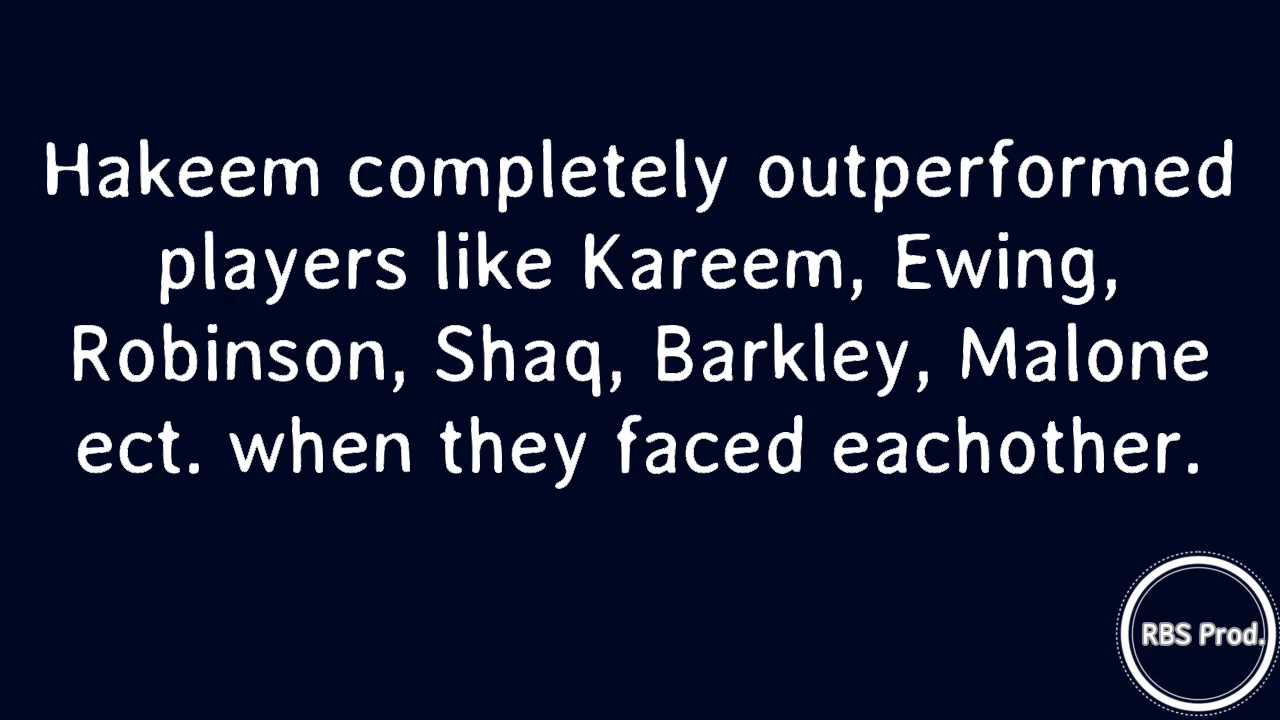 Hakeem completely outperformed
players like Kareem, Ewing,
Robinson, Shaq, Barkley, Malone
ect. when they faced eachother.
RBS Prod.